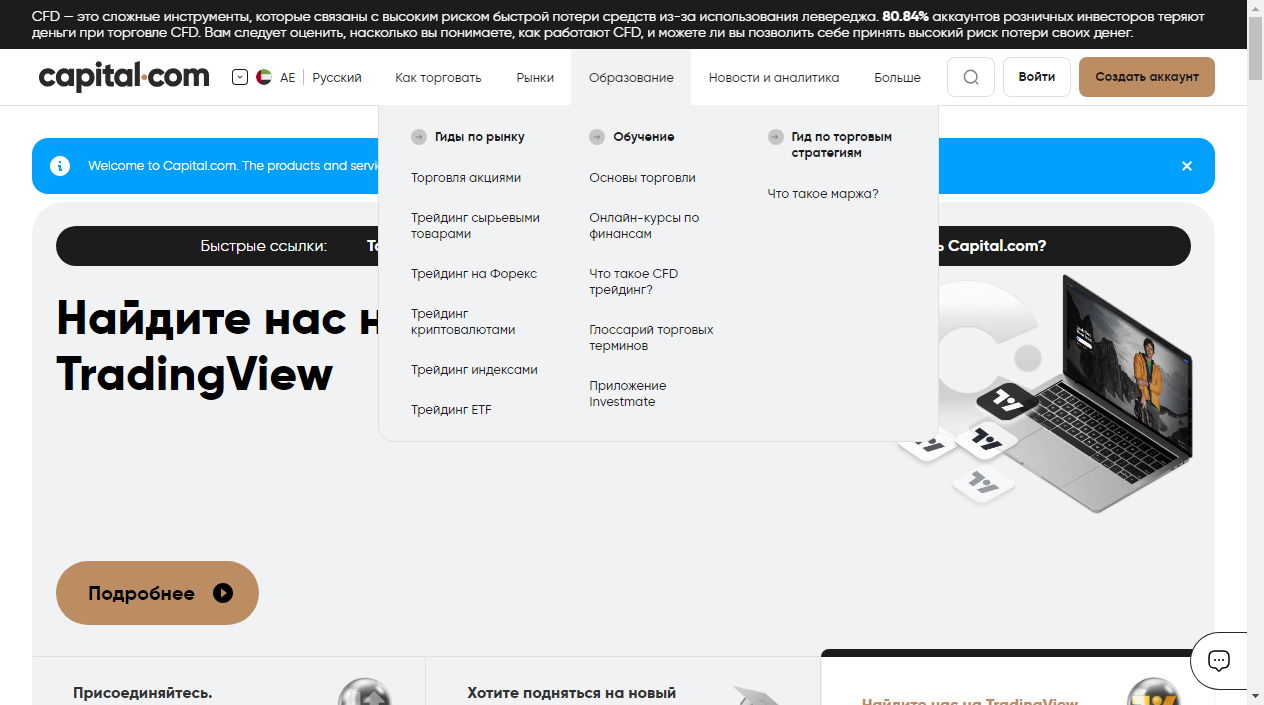 CFD — это сложные инструменты, которые связаны с высоким риском быстрой потери средств из-за использования левереджа. 80.84% аккаунтов розничных инвесторов теряют
деньги при торговле CFD. Вам следует оценить, насколько вы понимаете, как работают CFD, и можете ли вы позволить себе принять высокий риск потери своих денег.
capital.com
AE
Русский
Как торговать
Рынки
Образование
Новости и аналитика
Больше
Войти
Создать аккаунт
Гиды по рынку
Торговля акциями
Трейдинг сырьевыми
товарами
Трейдинг на Форекс
Трейдинг
криптовалютами
Трейдинг индексами
Трейдинг ETF
Обучение
Основы торговли
Онлайн-курсы по
финансам
Что такое CFD
трейдинг?
Глоссарий торговых
терминов
Приложение
Investmate
Гид по торговым
стратегиям
Что такое маржа?
Welcome to Capital.com. The products and
Быстрые ссылки:
Capital.com?
Найдите нас
TradingView
Подробнее
Присоединяйтесь.
Хотите подняться на новый
Найдите нас на TradingView